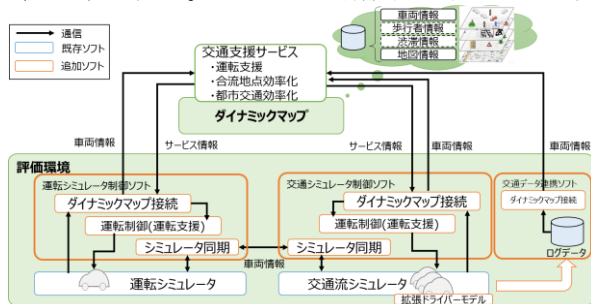 通信
既存ソフト
追加ソフト
交通支援サービス
・運転支援
・合流地点効率化
・都市交通効率化
ダイナミックマップ
車両情報
歩行者情報
渋滞情報
地図情報
車両情報
サービス情報
サービス情報
車両情報
車両情報
評価環境
運転シミュレータ制御ソフト
ダイナミックマップ接続
運転制御(運転支援)
シミュレータ同期
運転シミュレータ
車両情報
交通シミュレータ制御ソフト
ダイナミックマップ接続
運転制御(運転支援)
シミュレータ同期
交通流シミュレータ
拡張ドライバーモデル
交通データ連携ソフト
ダイナミックマップ接続
ログデータ